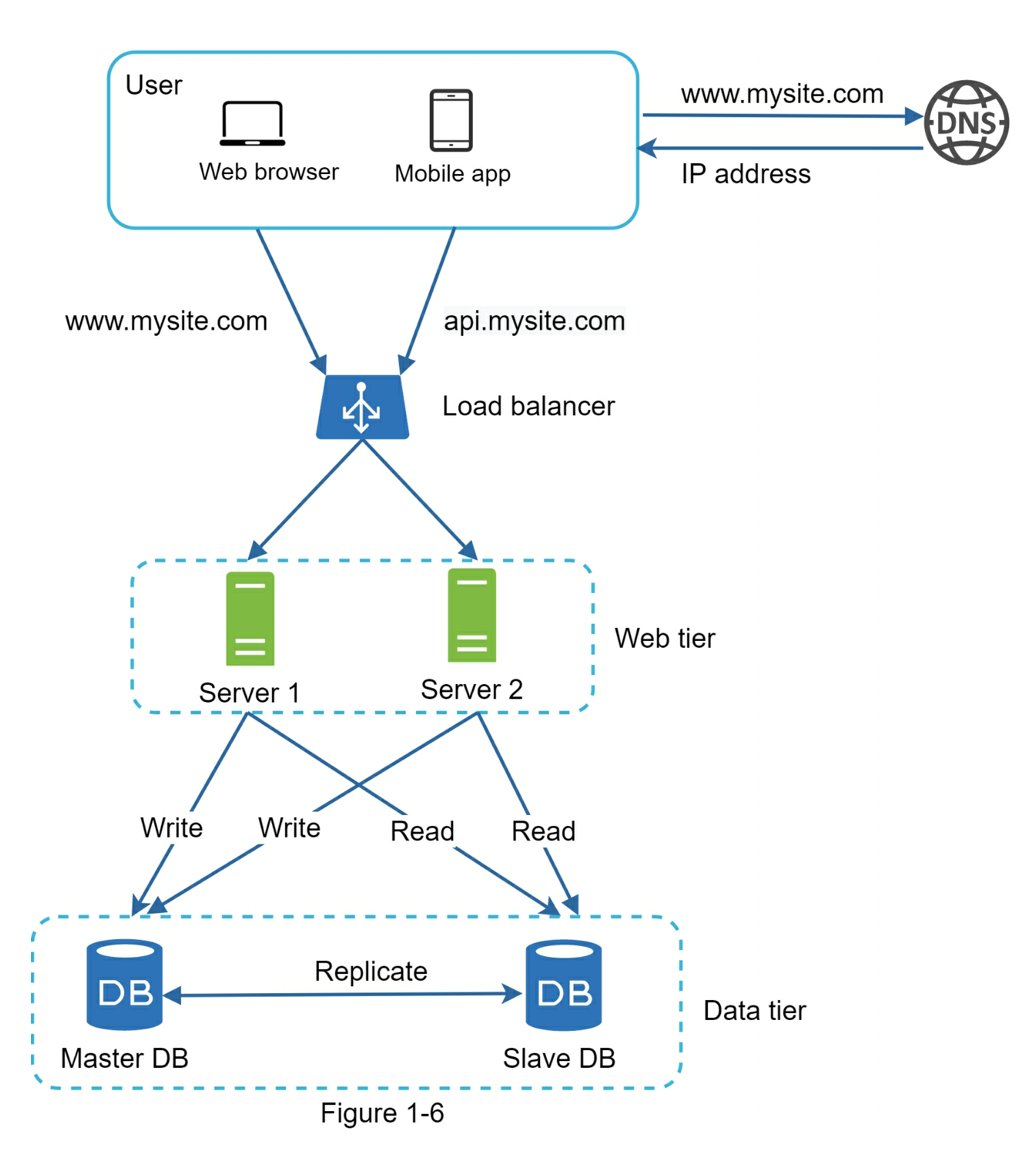 User
Web browser
Mobile app
www.mysite.com
DNS
IP address
www.mysite.com
api.mysite.com
Load balancer
Server 1
Server 2
Web tier
Write
Write
Read
Read
Replicate
DB
DB
Master DB
Slave DB
Data tier
Figure 1-6